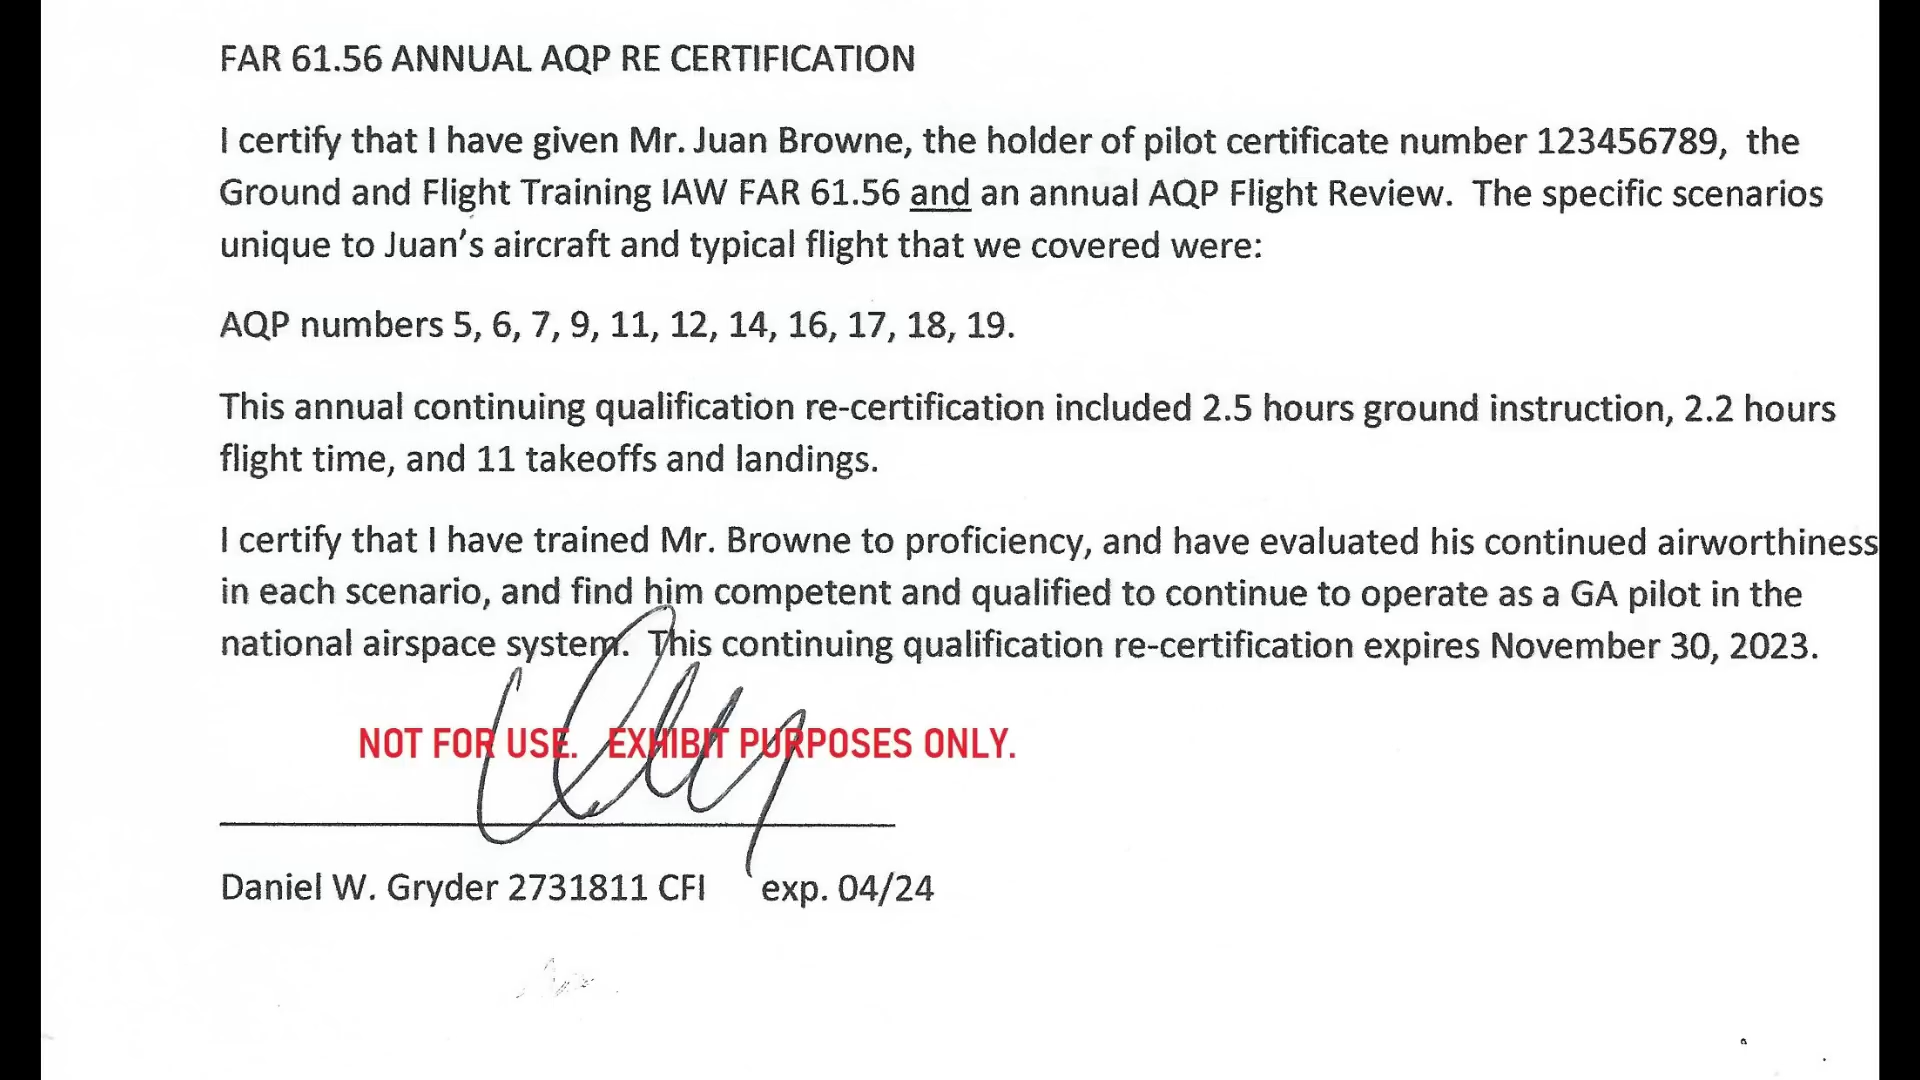 FAR 61.56 ANNUAL AQP RE CERTIFICATION
I certify that I have given Mr. Juan Browne, the holder of pilot certificate number 123456789, the
Ground and Flight Training IAW FAR 61.56 and an annual AQP Flight Review. The specific scenarios
unique to Juan's aircraft and typical flight that we covered were:
AQP numbers 5, 6, 7, 9, 11, 12, 14, 16, 17, 18, 19.
This annual continuing qualification re-certification included 2.5 hours ground instruction, 2.2 hours
flight time, and 11 takeoffs and landings.
I certify that I have trained Mr. Browne to proficiency, and have evaluated his continued airworthiness
in each scenario, and find him competent and qualified to continue to operate as a GA pilot in the
national airspace system. This continuing qualification re-certification expires November 30, 2023.
NOT FOR USE. EXHIBIT PURPOSES ONLY.
Daniel W. Gryder 2731811 CFI exp. 04/24